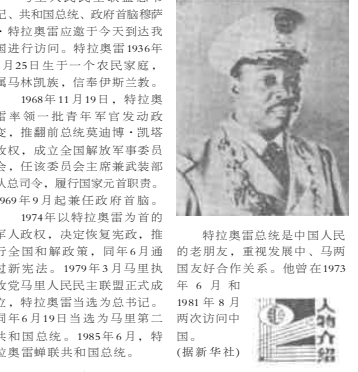 记、共和国总统、政府首脑穆萨
·特拉奥雷应邀于今天到达我
国进行访问。特拉奥雷1936年
月25日生于一个农民家庭，
属马林凯族，信奉伊斯兰教。
1968年11月19日，特拉奥
雷率领一批青年军官发动政
变，推翻前总统莫迪博·凯塔
政权，成立全国解放军事委员
会，任该委员会主席兼武装部
队总司令，履行国家元首职责。
1969年9月起兼任政府首脑。
1974年以特拉奥雷为首的
军人政权，决定恢复宪政，推
行全国和解政策，同年6月通
过新宪法。1979年3月马里执
政党马里人民民主联盟正式成
立，特拉奥雷当选为总书记。
同年6月19日当选为马里第二
共和国总统。1985年6月，特
拉奥雷蝉联共和国总统。
特拉奥雷总统是中国人民
的老朋友，重视发展中、马两
国友好合作关系。他曾在1973
年6月和
1981年8月
两次访问中
国。
(据新华社)
人物介绍